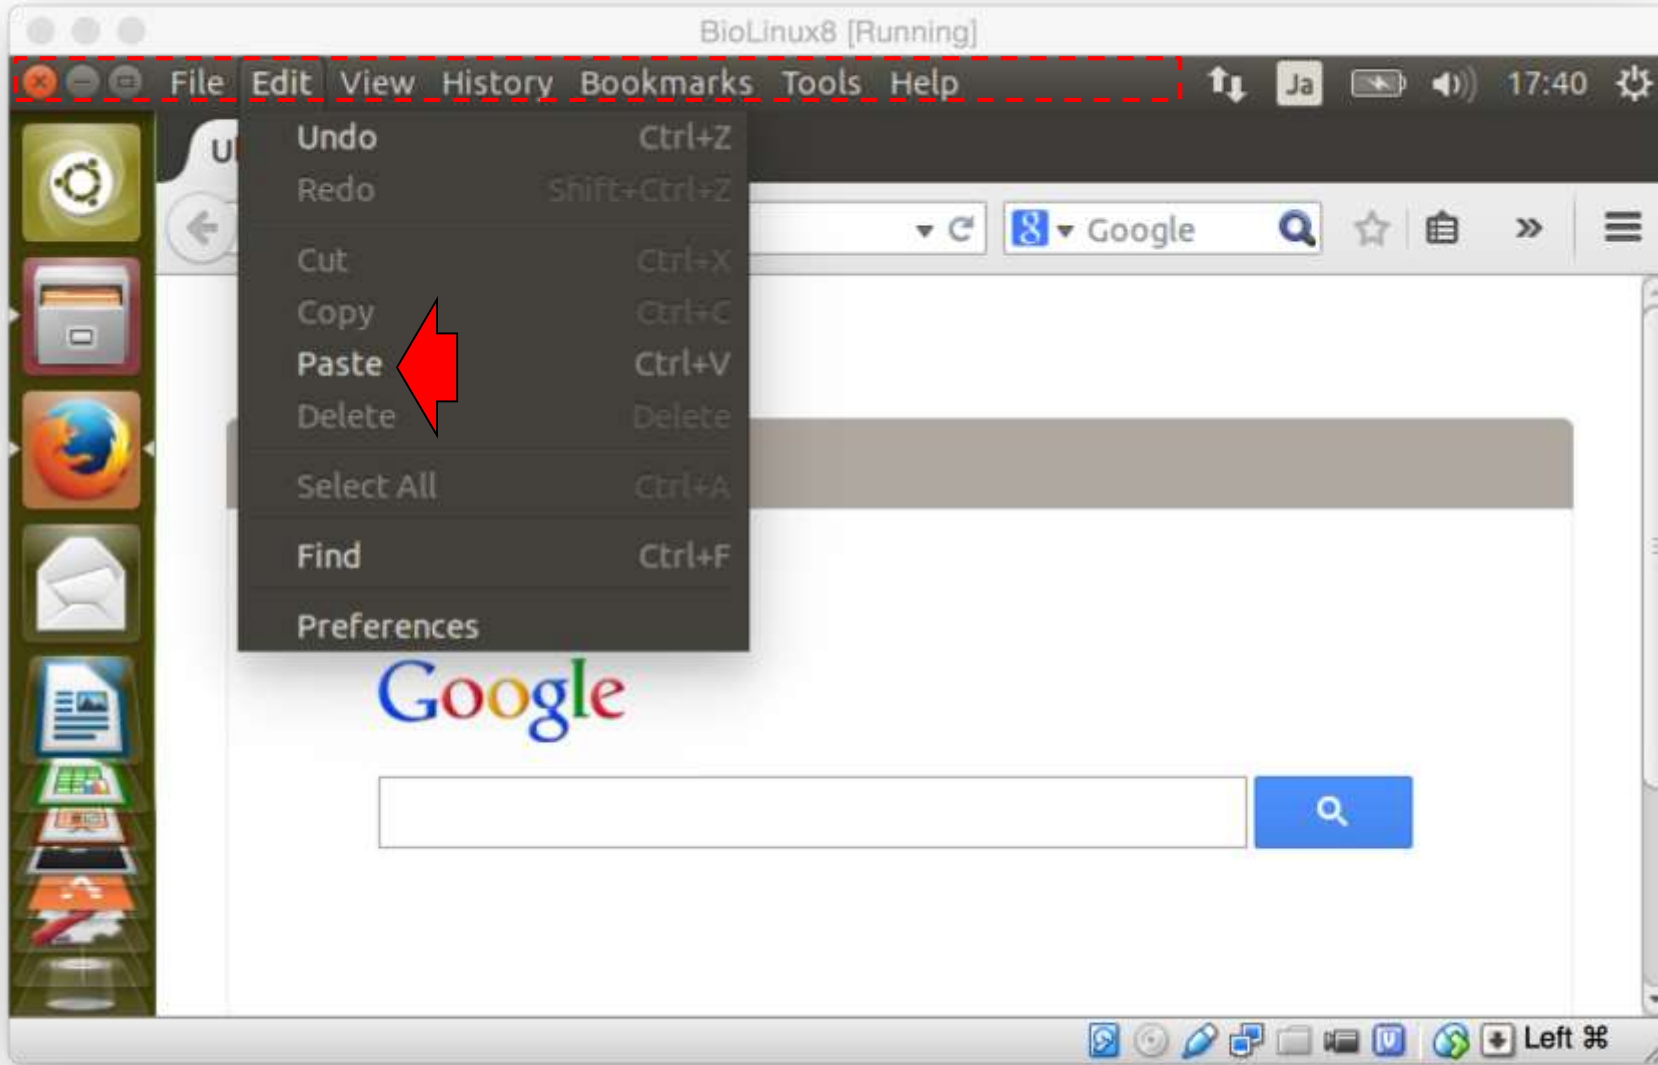 BioLinux8 [Running]
File Edit View History Bookmarks Tools Help Ja 17:40
Undo Ctrl+Z
Redo Shift+Ctrl+Z
8 Google
Cut Ctrl+X
Copy Ctrl+C
Paste Ctrl+V
Delete Delete
Select All Ctrl+A
Find Ctrl+F
Preferences
Google
Left ⌘